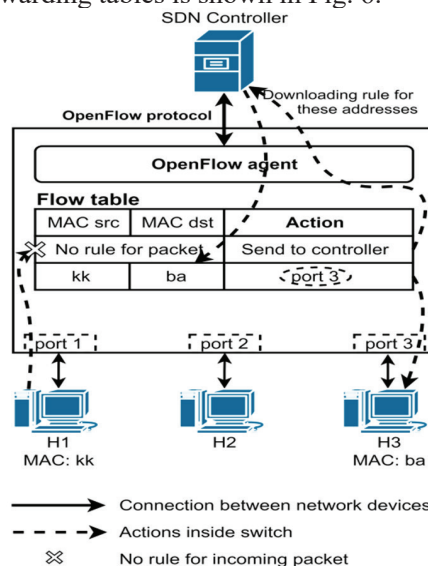 warding tables is shown in Fig. 6.
SDN Controller
Downloading rule for
these addresses
OpenFlow protocol
OpenFlow agent
Flow table
MAC src MAC dst Action
No rule for packet Send to controller
kk ba port 3
port 1 port 2 port 3
H1 H2 H3
MAC: kk MAC: ba
Connection between network devices
Actions inside switch
No rule for incoming packet